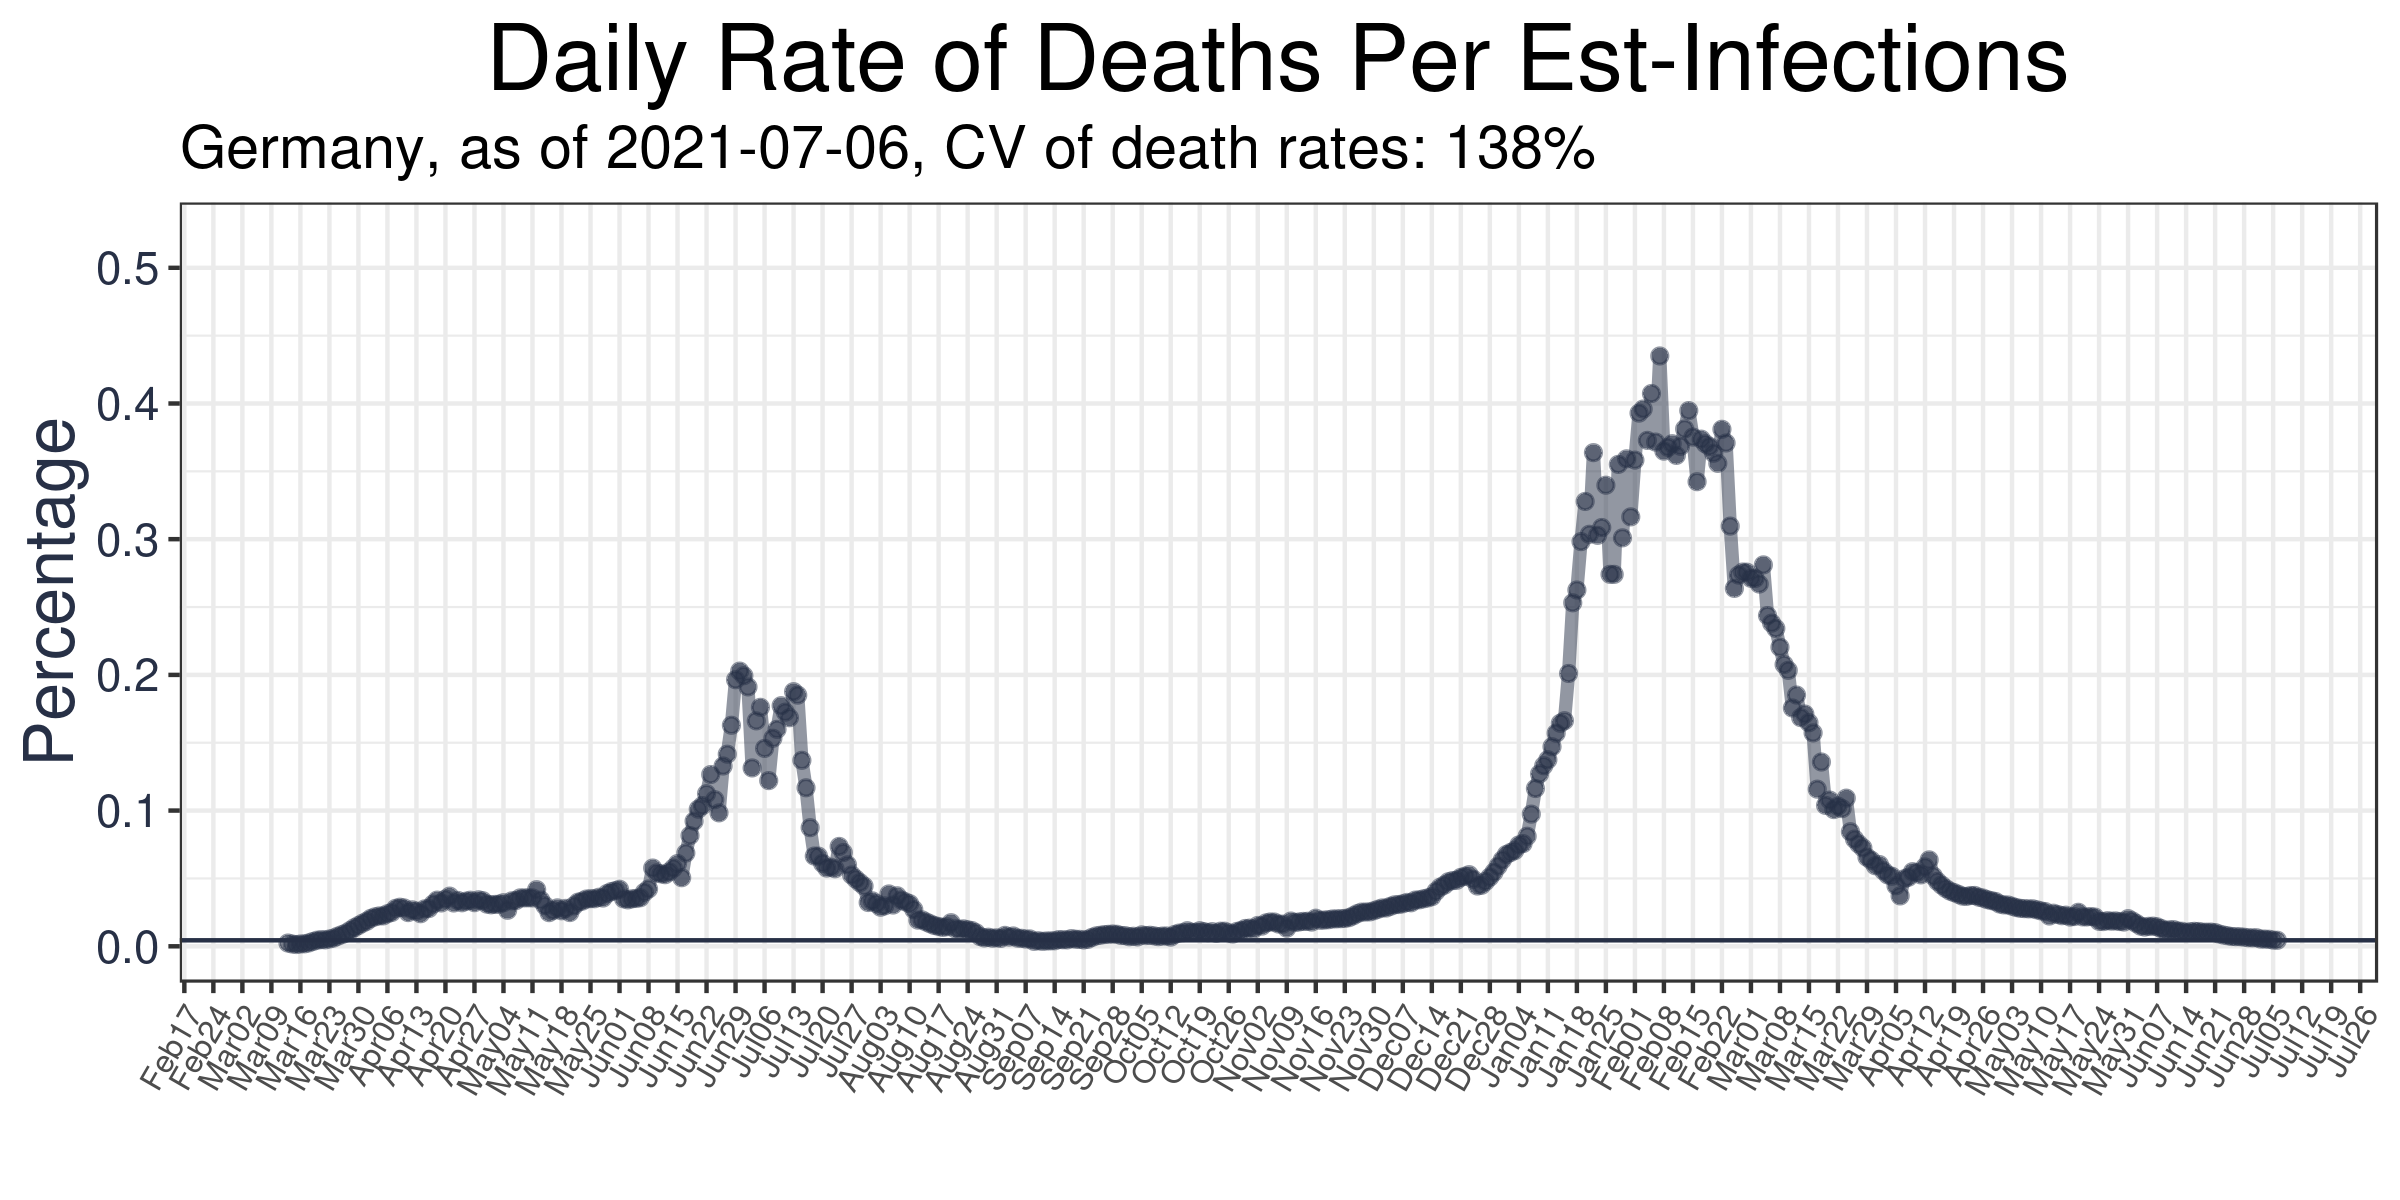 Daily Rate of Deaths Per Est-Infections
Germany, as of 2021-07-06, CV of death rates: 138%
Percentage
0.5
0.4
0.3
0.2
0.1
0.0
Feb17
Feb24
Mar02
Mar09
Mar16
Mar23
Mar30
Apr06
Apr13
Apr20
Apr27
May04
May11
May18
May25
Jun01
Jun08
Jun15
Jun22
Jun29
Jul06
Jul13
Jul20
Jul27
Aug03
Aug10
Aug17
Aug24
Aug31
Sep07
Sep14
Sep21
Sep28
Oct05
Oct12
Oct19
Oct26
Nov02
Nov09
Nov16
Nov23
Nov30
Dec07
Dec14
Dec21
Dec28
Jan04
Jan11
Jan18
Jan25
Feb01
Feb08
Feb15
Feb22
Mar01
Mar08
Mar15
Mar22
Mar29
Apr05
Apr12
Apr19
Apr26
May03
May10
May17
May24
May31
Jun07
Jun14
Jun21
Jun28
Jul05
Jul12
Jul19
Jul26